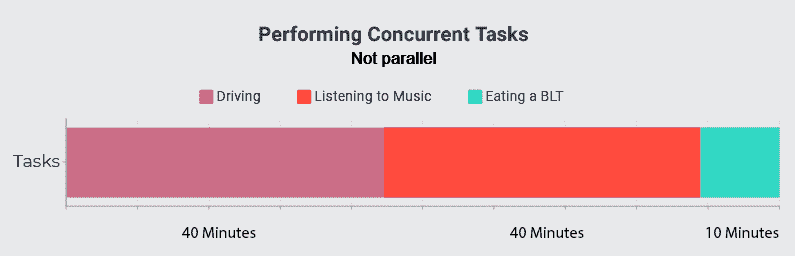 Performing Concurrent Tasks
Not parallel
Driving Listening to Music Eating a BLT
Tasks
40 Minutes 40 Minutes 10 Minutes